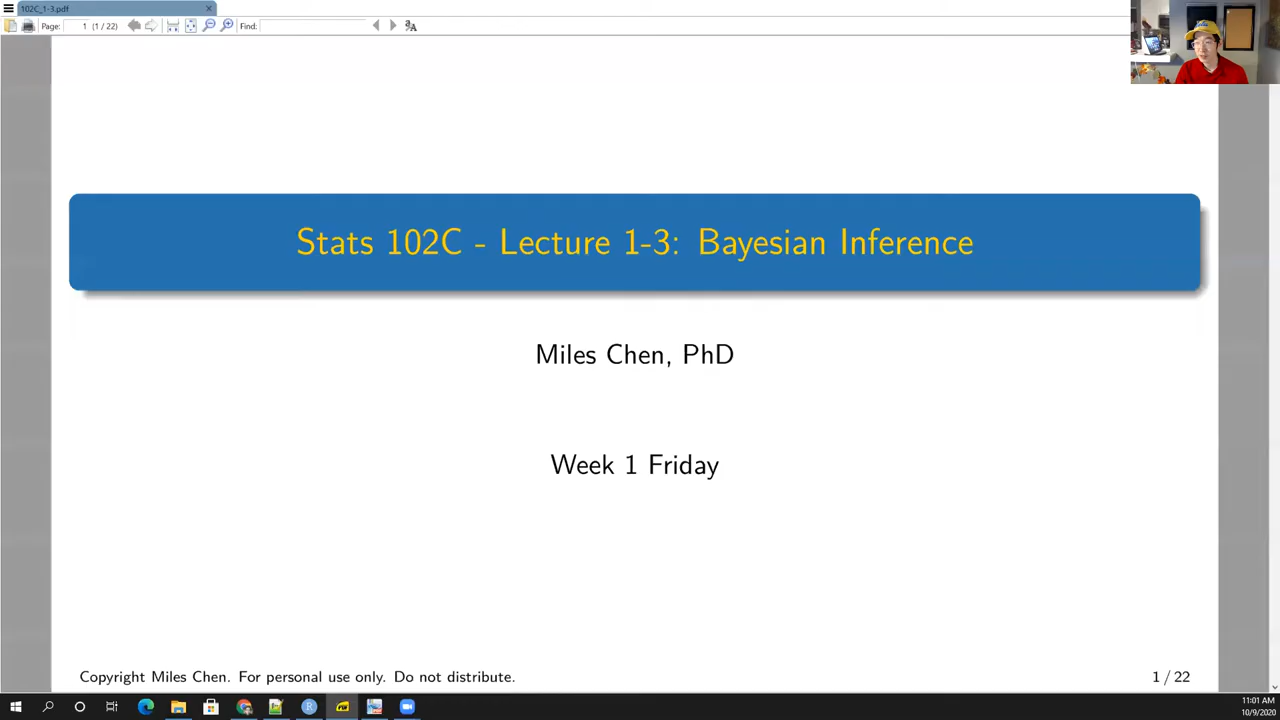 102C_1-3.pdf
Page: 1 (1 / 22) Find:
Stats 102C - Lecture 1-3: Bayesian Inference
Miles Chen, PhD
Week 1 Friday
Copyright Miles Chen. For personal use only. Do not distribute. 1 / 22
11:01 AM
10/9/2020